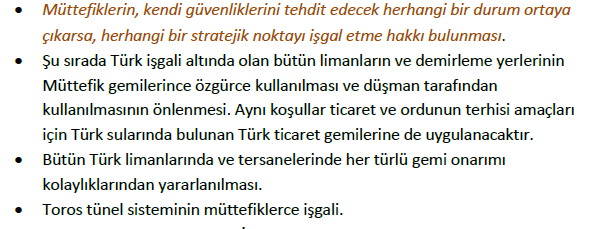 • Müttefiklerin, kendi güvenliklerini tehdit edecek herhangi bir durum ortaya
çıkarsa, herhangi bir stratejik noktayı işgal etme hakkı bulunması.
• Şu sırada Türk işgali altında olan bütün limanların ve demirleme yerlerinin
Müttefik gemilerince özgürce kullanılması ve düşman tarafından
kullanılmasının önlenmesi. Aynı koşullar ticaret ve ordunun terhisi amaçları
için Türk sularında bulunan Türk ticaret gemilerine de uygulanacaktır.
• Bütün Türk limanlarında ve tersanelerinde her türlü gemi onarımı
kolaylıklarından yararlanılması.
• Toros tünel sisteminin müttefiklerce işgali.